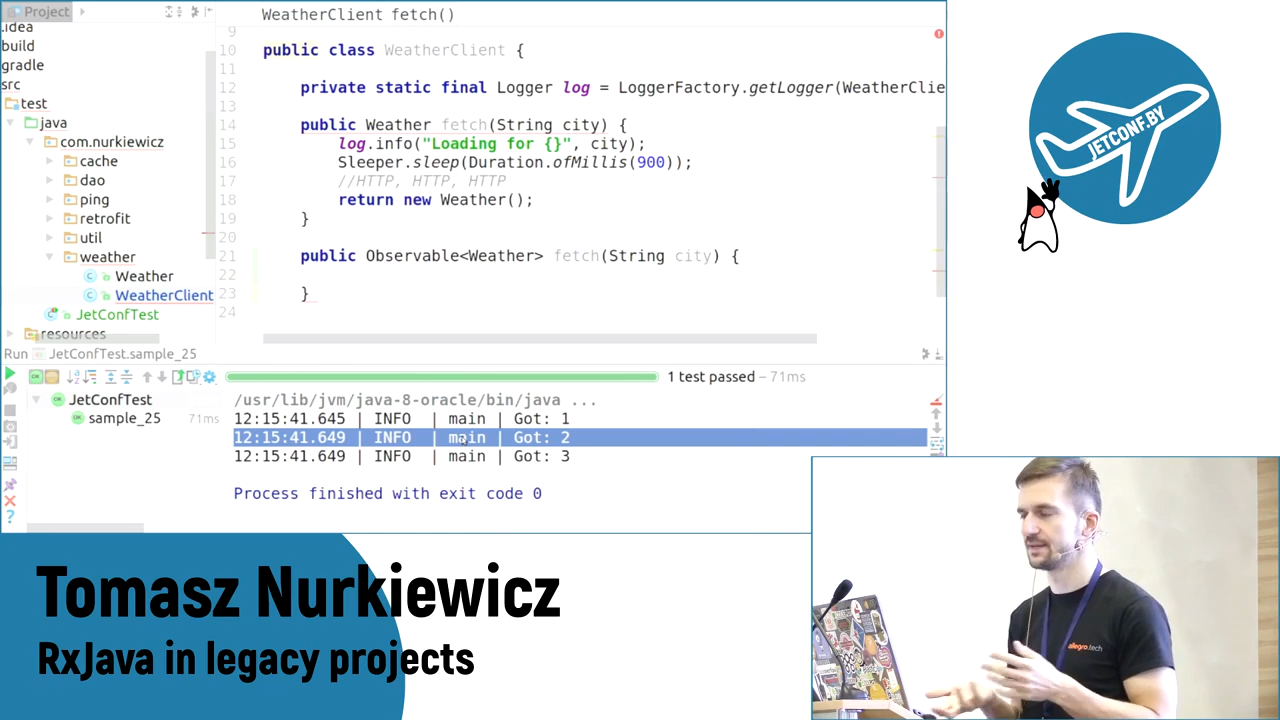 Project
WeatherClient fetch()
.idea
build
gradle
src
test
java
com.nurkiewicz
cache
dao
ping
retrofit
util
weather
Weather
WeatherClient
JetConfTest
resources
9
10 public class WeatherClient {
11
12 private static final Logger log = LoggerFactory.getLogger(WeatherClie
13
14 public Weather fetch(String city) {
15 log.info("Loading for {}", city);
16 Sleeper.sleep(Duration.ofMillis(900));
17 //HTTP, HTTP, HTTP
18 return new Weather();
19 }
20
21 public Observable<Weather> fetch(String city) {
22
23 }
24
Run JetConfTest.sample_25
1 test passed – 71ms
JetConfTest
sample_25 71ms
/usr/lib/jvm/java-8-oracle/bin/java ...
12:15:41.645 | INFO | main | Got: 1
12:15:41.649 | INFO | main | Got: 2
12:15:41.649 | INFO | main | Got: 3
Process finished with exit code 0
JETCONF.BY
Tomasz Nurkiewicz
RxJava in legacy projects
allegro.tech